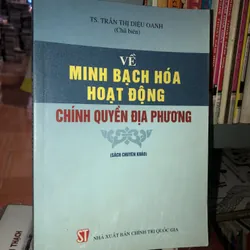 TS. TRẦN THỊ DIỆU OANH
(Chủ biên)
VỀ
MINH BẠCH HÓA
HOẠT ĐỘNG
CHÍNH QUYỀN ĐỊA PHƯƠNG
(SÁCH CHUYÊN KHẢO)
ST
NHÀ XUẤT BẢN CHÍNH TRỊ QUỐC GIA